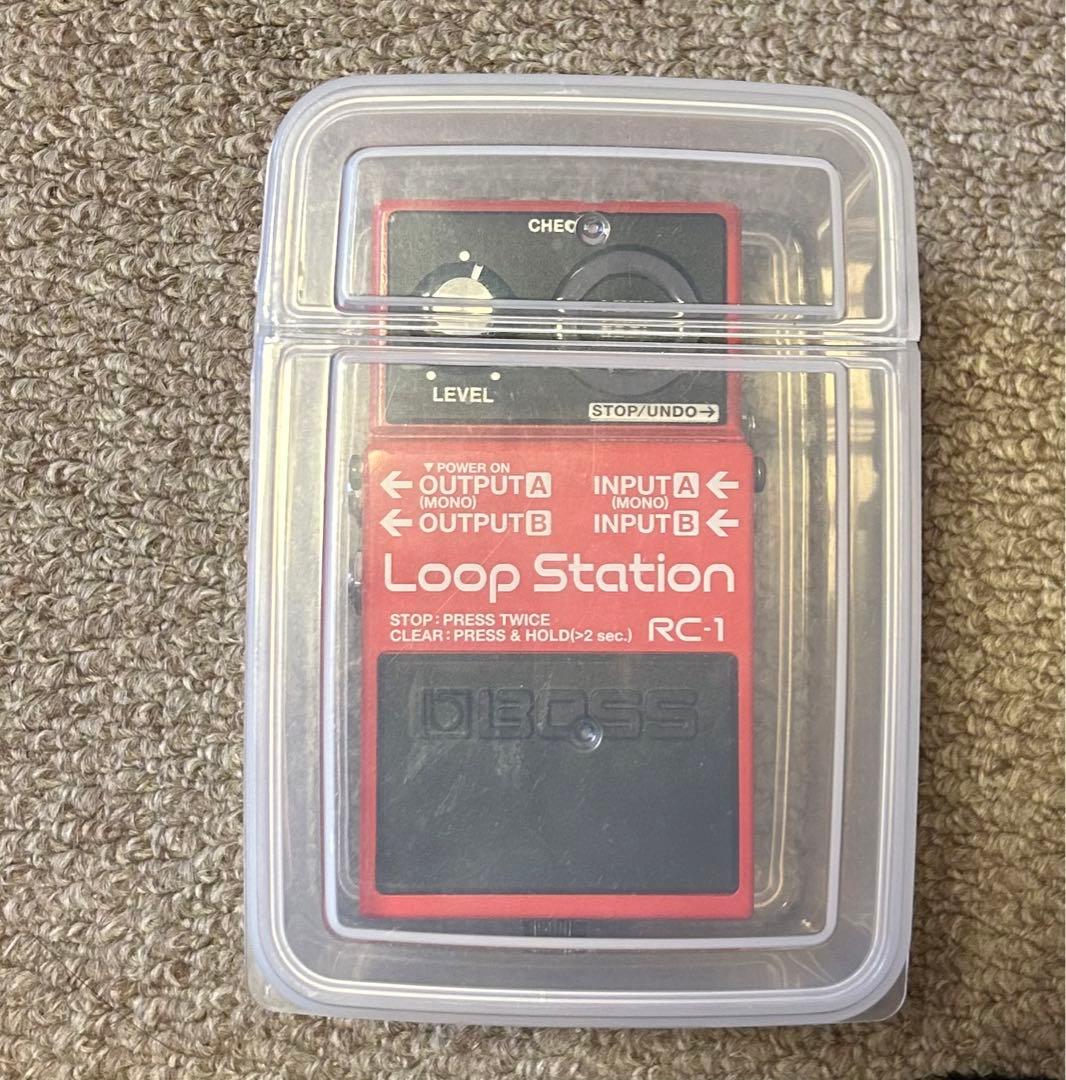 CHEC
LEVEL
STOP/UNDO→
▼POWER ON
← OUTPUT A INPUT A ←
(MONO) (MONO)
← OUTPUT B INPUT B ←
Loop Station
STOP : PRESS TWICE
CLEAR : PRESS & HOLD(>2 sec.) RC-1
BOSS